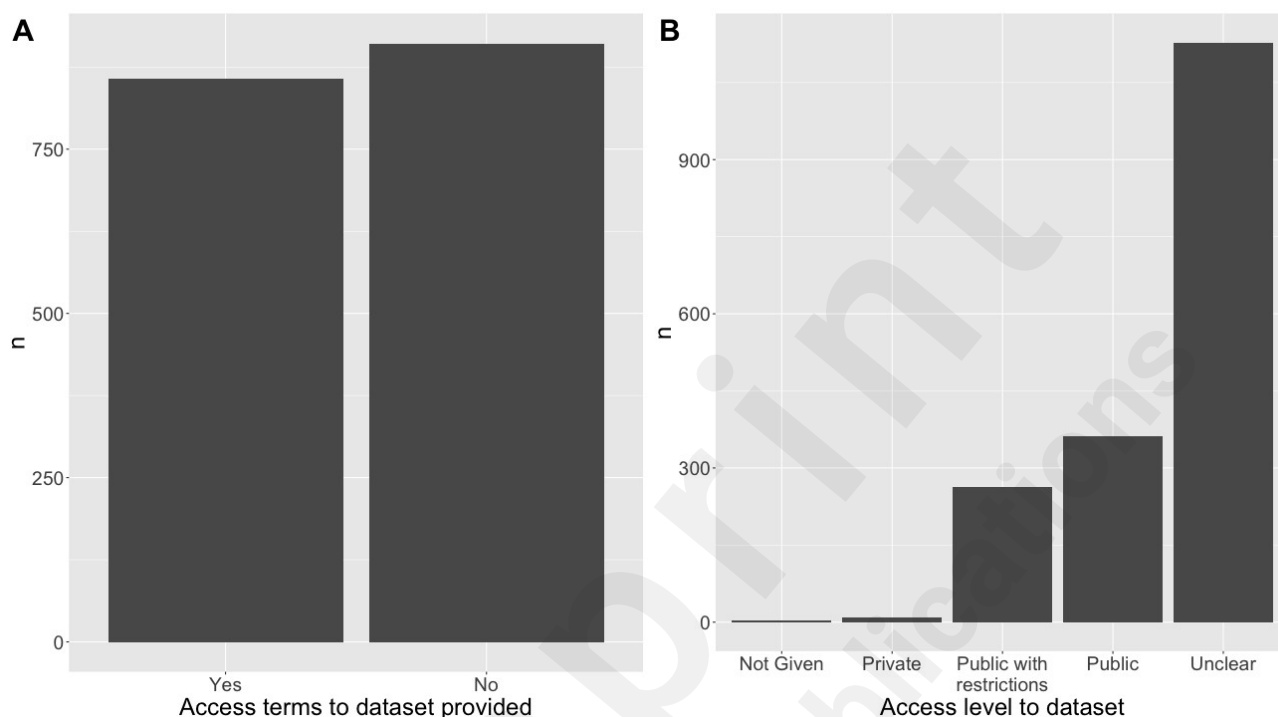 A
750
500
250
0
n
Yes
No
Access terms to dataset provided
B
900
600
300
0
n
Not Given
Private
Public with
restrictions
Public
Unclear
Access level to dataset
print